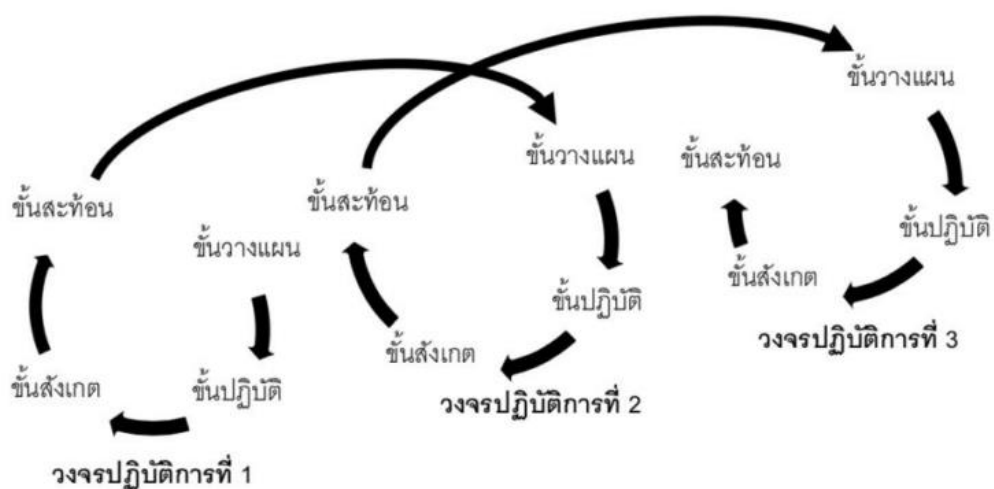 ขั้นวางแผน
ขั้นปฏิบัติ
ขั้นสังเกต
ขั้นสะท้อน
วงจรปฏิบัติการที่ 1
ขั้นวางแผน
ขั้นปฏิบัติ
ขั้นสังเกต
ขั้นสะท้อน
วงจรปฏิบัติการที่ 2
ขั้นวางแผน
ขั้นปฏิบัติ
ขั้นสังเกต
ขั้นสะท้อน
วงจรปฏิบัติการที่ 3